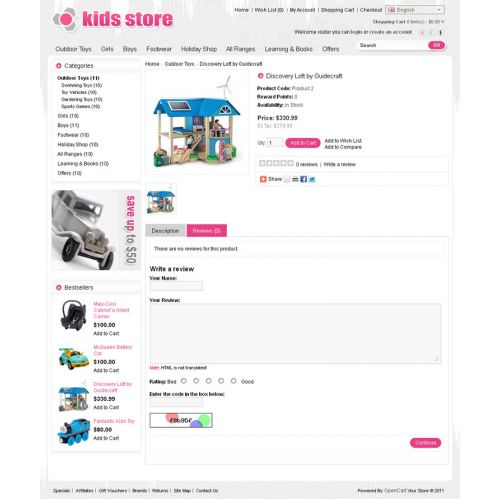 kids store
Home | Wish List (0) | My Account | Shopping Cart | Checkout
English
Shopping Cart 0 item(s) - $0.00
Welcome visitor you can login or create an account.
Outdoor Toys Girls Boys Footwear Holiday Shop All Ranges Learning & Books Offers
Search GO
Categories
Outdoor Toys (11)
Swimming Toys (10)
Toy Vehicles (10)
Gardening Toys (10)
Sports Games (10)
Girls (10)
Boys (11)
Footwear (10)
Holiday Shop (10)
All Ranges (10)
Learning & Books (10)
Offers (10)
save up to $50
Bestsellers
Maxi-Cosi CabrioFix Infant Carrier
$100.00
Add to Cart
McQueen Battery Car
$100.00
Add to Cart
Discovery Loft by Guidecraft
$330.99
Add to Cart
Fantastic Kids Toy
$80.00
Add to Cart
Home » Outdoor Toys » Discovery Loft by Guidecraft
Discovery Loft by Guidecraft
Product Code: Product 2
Reward Points: 0
Availability: In Stock
Price: $330.99
Ex Tax: $279.99
Qty: 1 Add to Cart
Add to Wish List
Add to Compare
0 reviews | Write a review
Share
Description Reviews (0)
There are no reviews for this product.
Write a review
Your Name:
Your Review:
Note: HTML is not translated!
Rating: Bad Good
Enter the code in the box below:
Continue
Specials | Affiliates | Gift Vouchers | Brands | Returns | Site Map | Contact Us
Powered By OpenCart Your Store © 2011